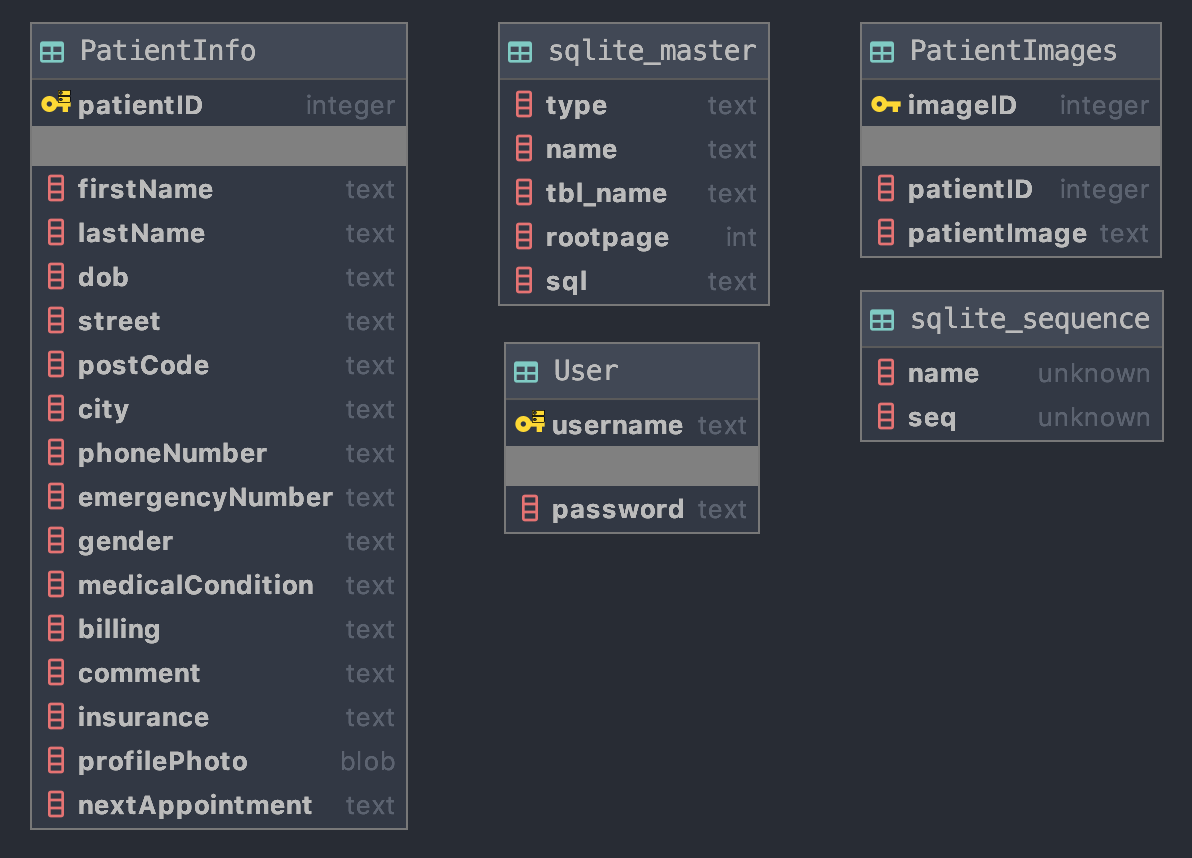 PatientInfo
patientID integer
firstName text
lastName text
dob text
street text
postCode text
city text
phoneNumber text
emergencyNumber text
gender text
medicalCondition text
billing text
comment text
insurance text
profilePhoto blob
nextAppointment text
sqlite_master
type text
name text
tbl_name text
rootpage int
sql text
User
username text
password text
PatientImages
imageID integer
patientID integer
patientImage text
sqlite_sequence
name unknown
seq unknown